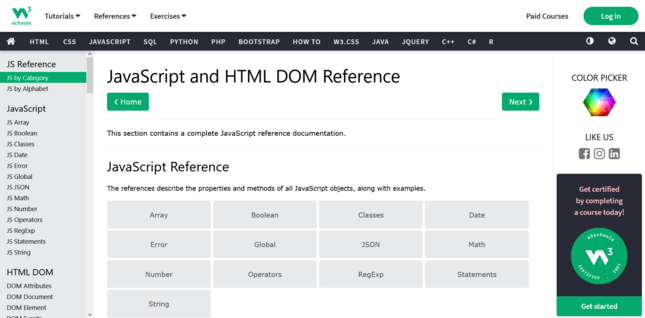 w3
schools
Tutorials
References
Exercises
Paid Courses
Log in
HTML
CSS
JAVASCRIPT
SQL
PYTHON
PHP
BOOTSTRAP
HOW TO
W3.CSS
JAVA
JQUERY
C++
C#
R
JS Reference
JS by Category
JS by Alphabet
JavaScript
JS Array
JS Boolean
JS Classes
JS Date
JS Error
JS Global
JS JSON
JS Math
JS Number
JS Operators
JS RegExp
JS Statements
JS String
HTML DOM
DOM Attributes
DOM Document
DOM Element
DOM Events
JavaScript and HTML DOM Reference
❮ Home
Next ❯
This section contains a complete JavaScript reference documentation.
JavaScript Reference
The references describe the properties and methods of all JavaScript objects, along with examples.
Array
Boolean
Classes
Date
Error
Global
JSON
Math
Number
Operators
RegExp
Statements
String
COLOR PICKER
LIKE US
Get certified
by completing
a course today!
w3schools
w3
CERTIFIED . 2021
Get started